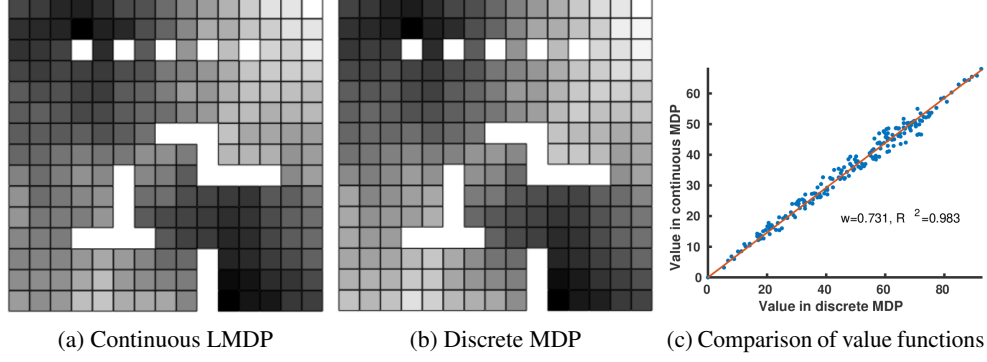 60
50
40
30
20
10
0
Value in continuous MDP
w=0.731, R 2=0.983
0 20 40 60 80
Value in discrete MDP
(a) Continuous LMDP (b) Discrete MDP (c) Comparison of value functions